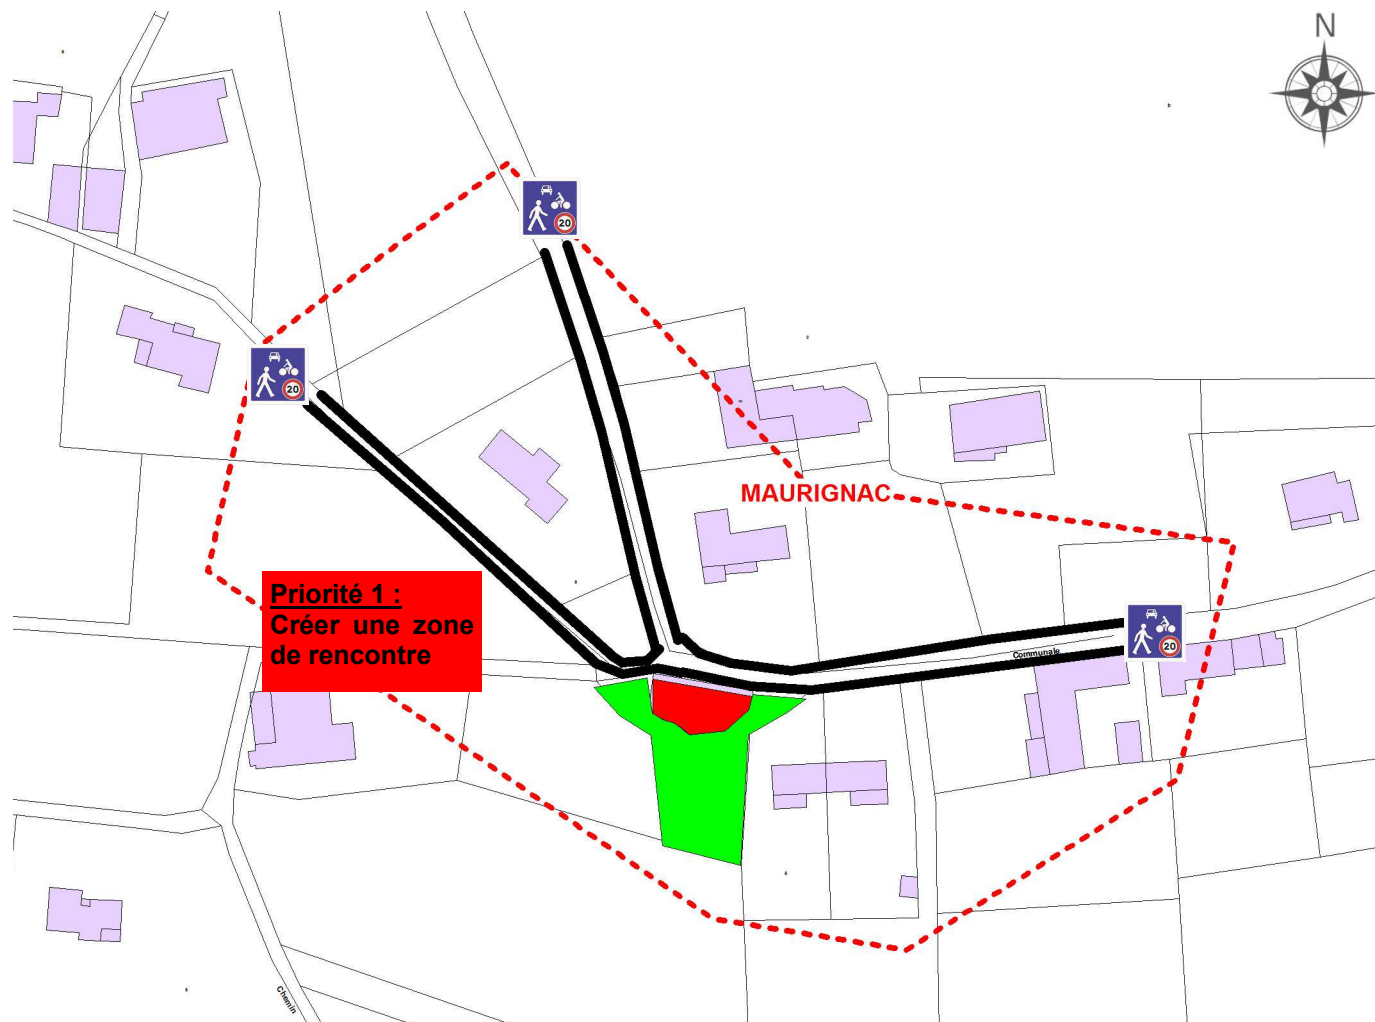 N
20
20
MAURIGNAC
Priorité 1 :
Créer une zone
de rencontre
20
Communale
Chemin